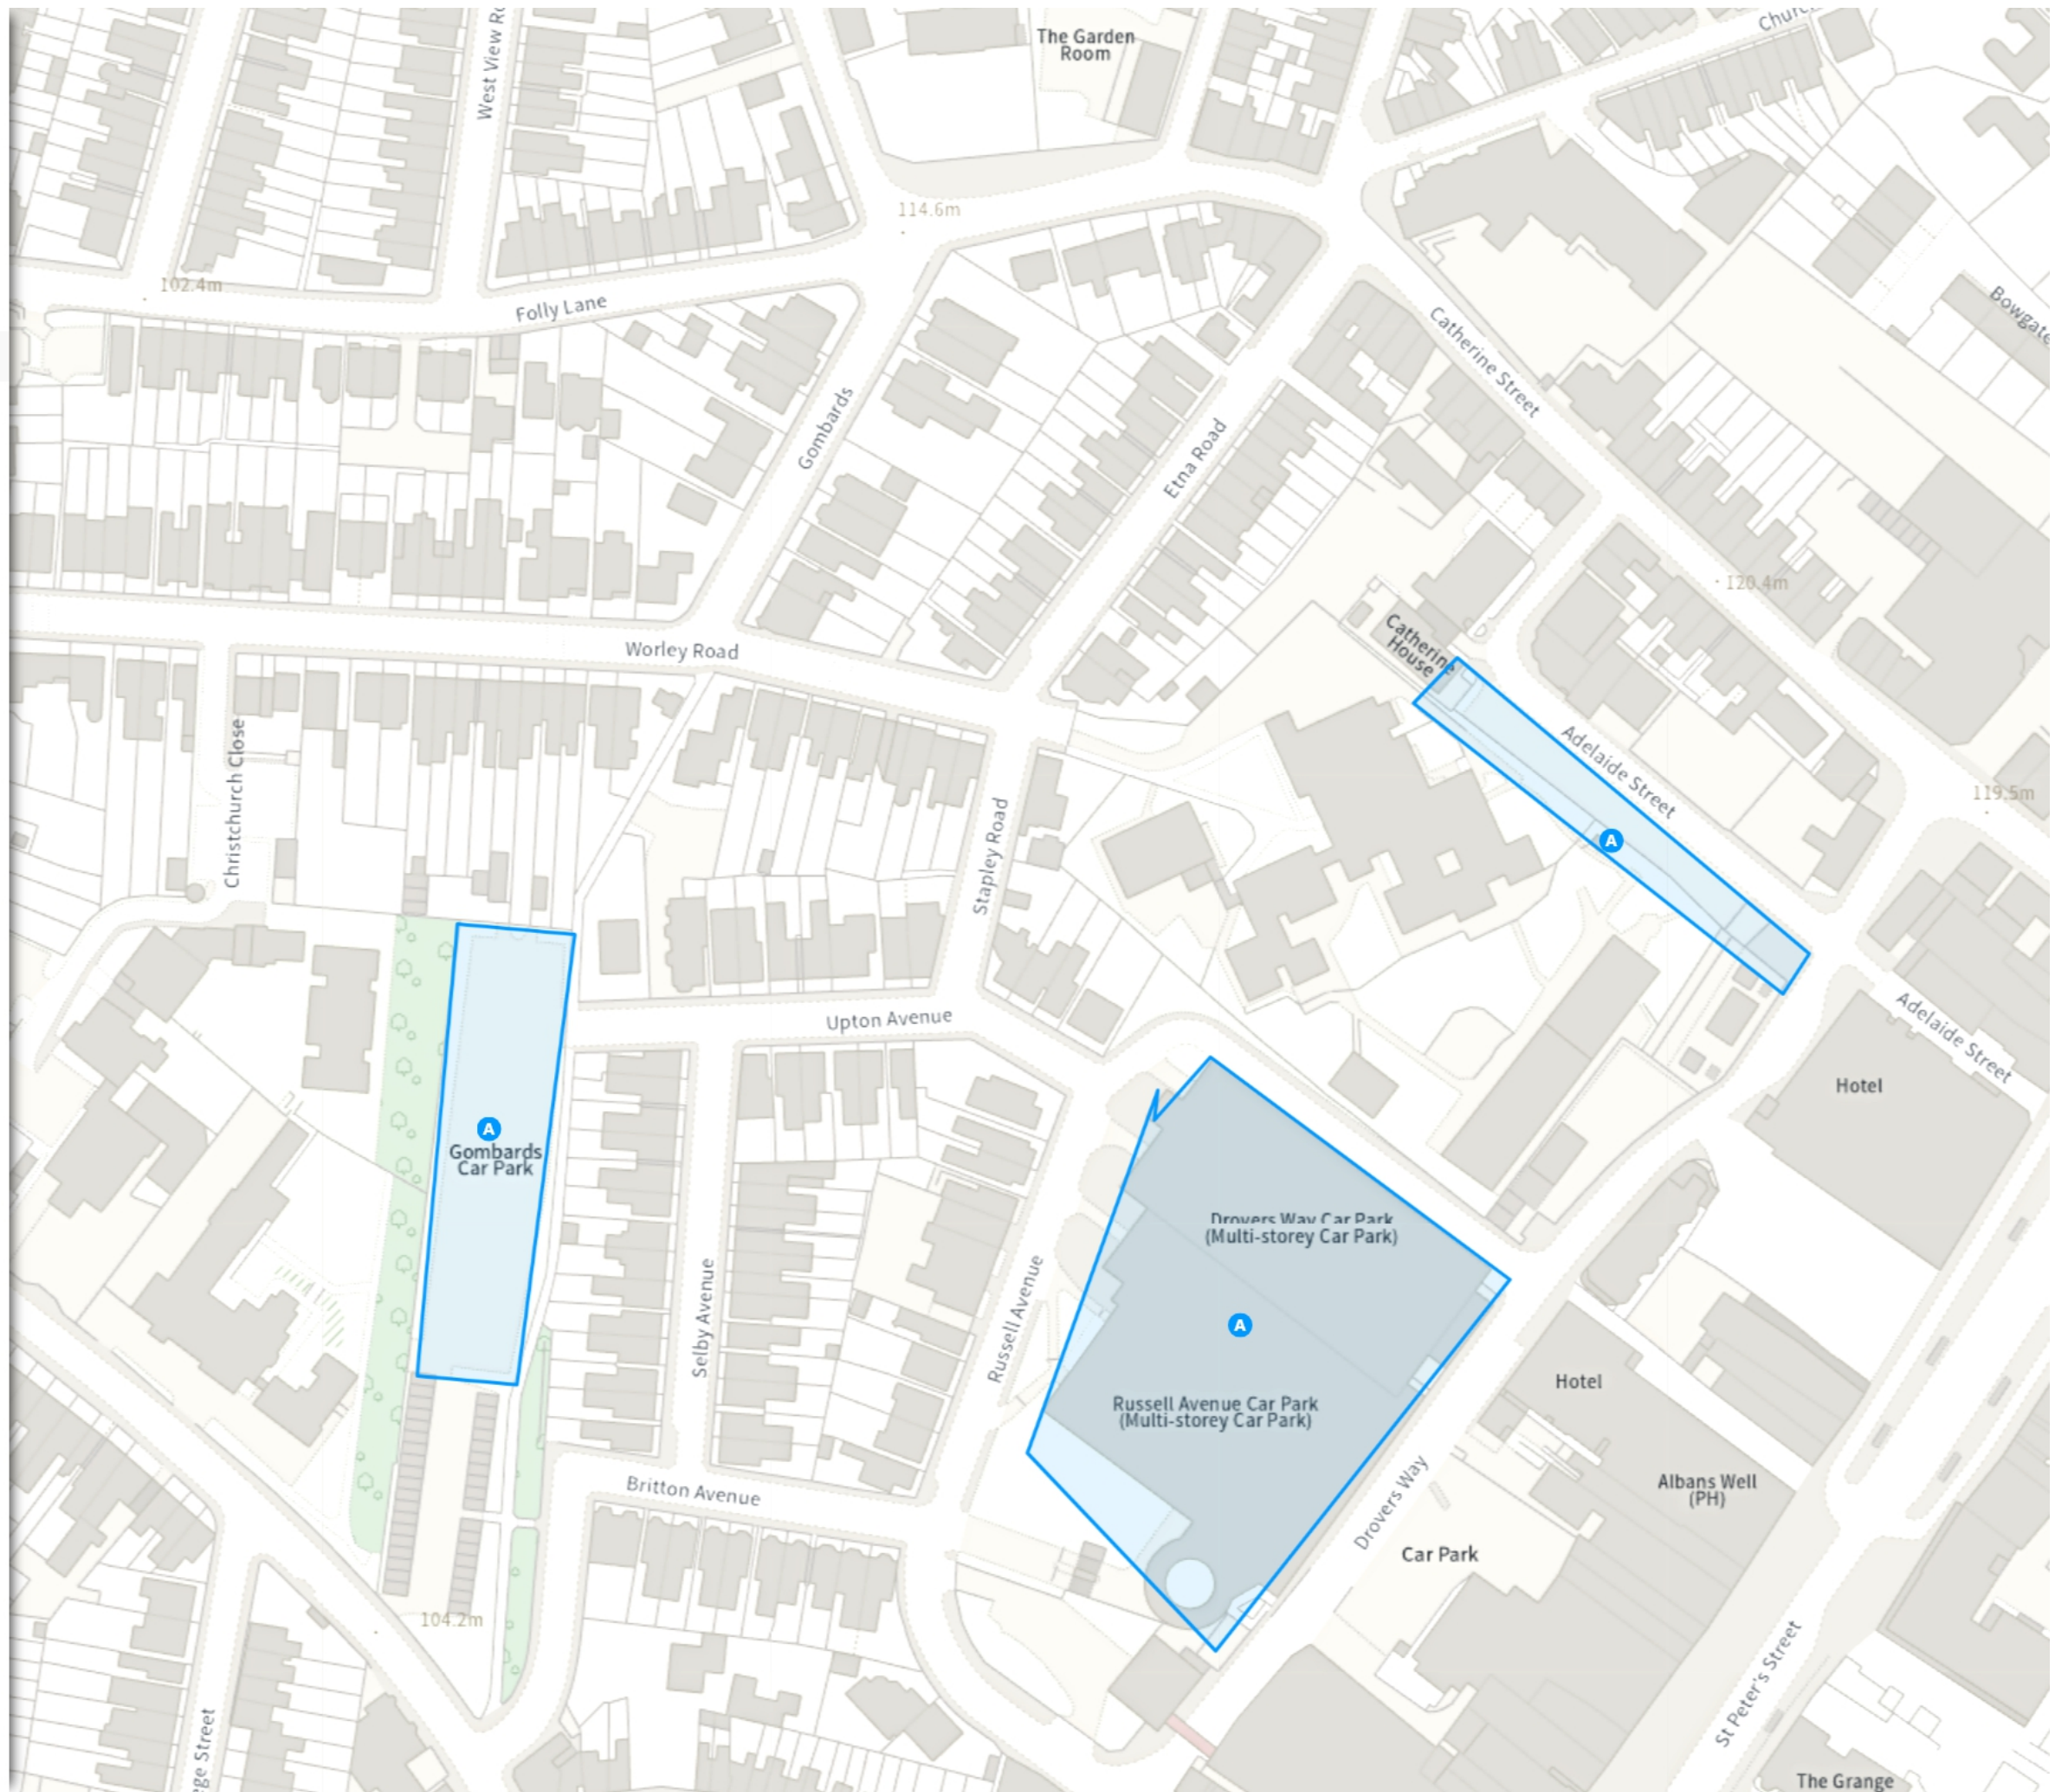 The Garden
Room
West View
114.6m
102.4m
Folly Lane
Bowgate
Catherine Street
Gombards
Etna Road
120.4m
Worley Road
Catherine
House
Adelaide Street
119.5m
Christchurch Close
Stapley Road
A
Upton Avenue
Adelaide Street
Hotel
A
Gombards
Car Park
Drovers Way Car Park
(Multi-storey Car Park)
Selby Avenue
Russell Avenue
A
Hotel
Russell Avenue Car Park
(Multi-storey Car Park)
Britton Avenue
Drovers Way
Albans Well
(PH)
Car Park
104.2m
St Peter's Street
Street
The Grange